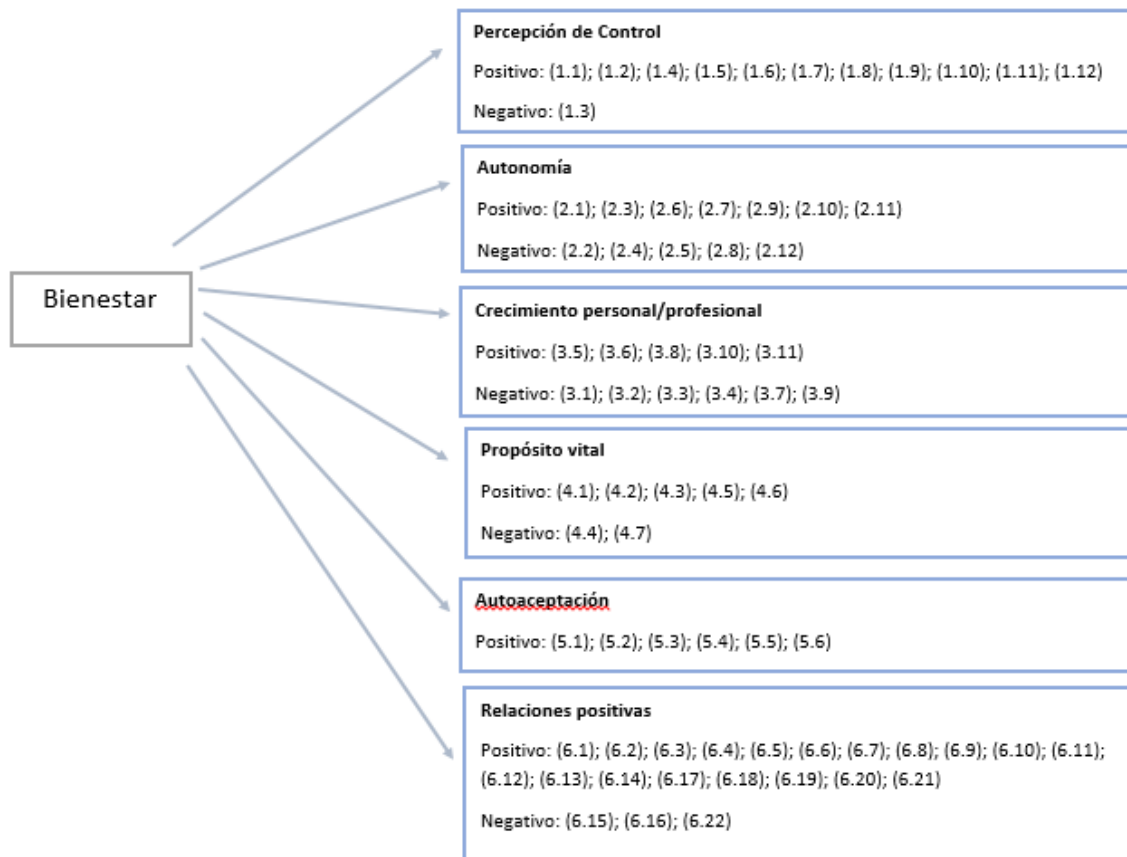 Percepción de Control
Positivo: (1.1); (1.2); (1.4); (1.5); (1.6); (1.7); (1.8); (1.9); (1.10); (1.11); (1.12)
Negativo: (1.3)
Autonomía
Positivo: (2.1); (2.3); (2.6); (2.7); (2.9); (2.10); (2.11)
Negativo: (2.2); (2.4); (2.5); (2.8); (2.12)
Bienestar
Crecimiento personal/profesional
Positivo: (3.5); (3.6); (3.8); (3.10); (3.11)
Negativo: (3.1); (3.2); (3.3); (3.4); (3.7); (3.9)
Propósito vital
Positivo: (4.1); (4.2); (4.3); (4.5); (4.6)
Negativo: (4.4); (4.7)
Autoaceptación
Positivo: (5.1); (5.2); (5.3); (5.4); (5.5); (5.6)
Relaciones positivas
Positivo: (6.1); (6.2); (6.3); (6.4); (6.5); (6.6); (6.7); (6.8); (6.9); (6.10); (6.11);
(6.12); (6.13); (6.14); (6.17); (6.18); (6.19); (6.20); (6.21)
Negativo: (6.15); (6.16); (6.22)